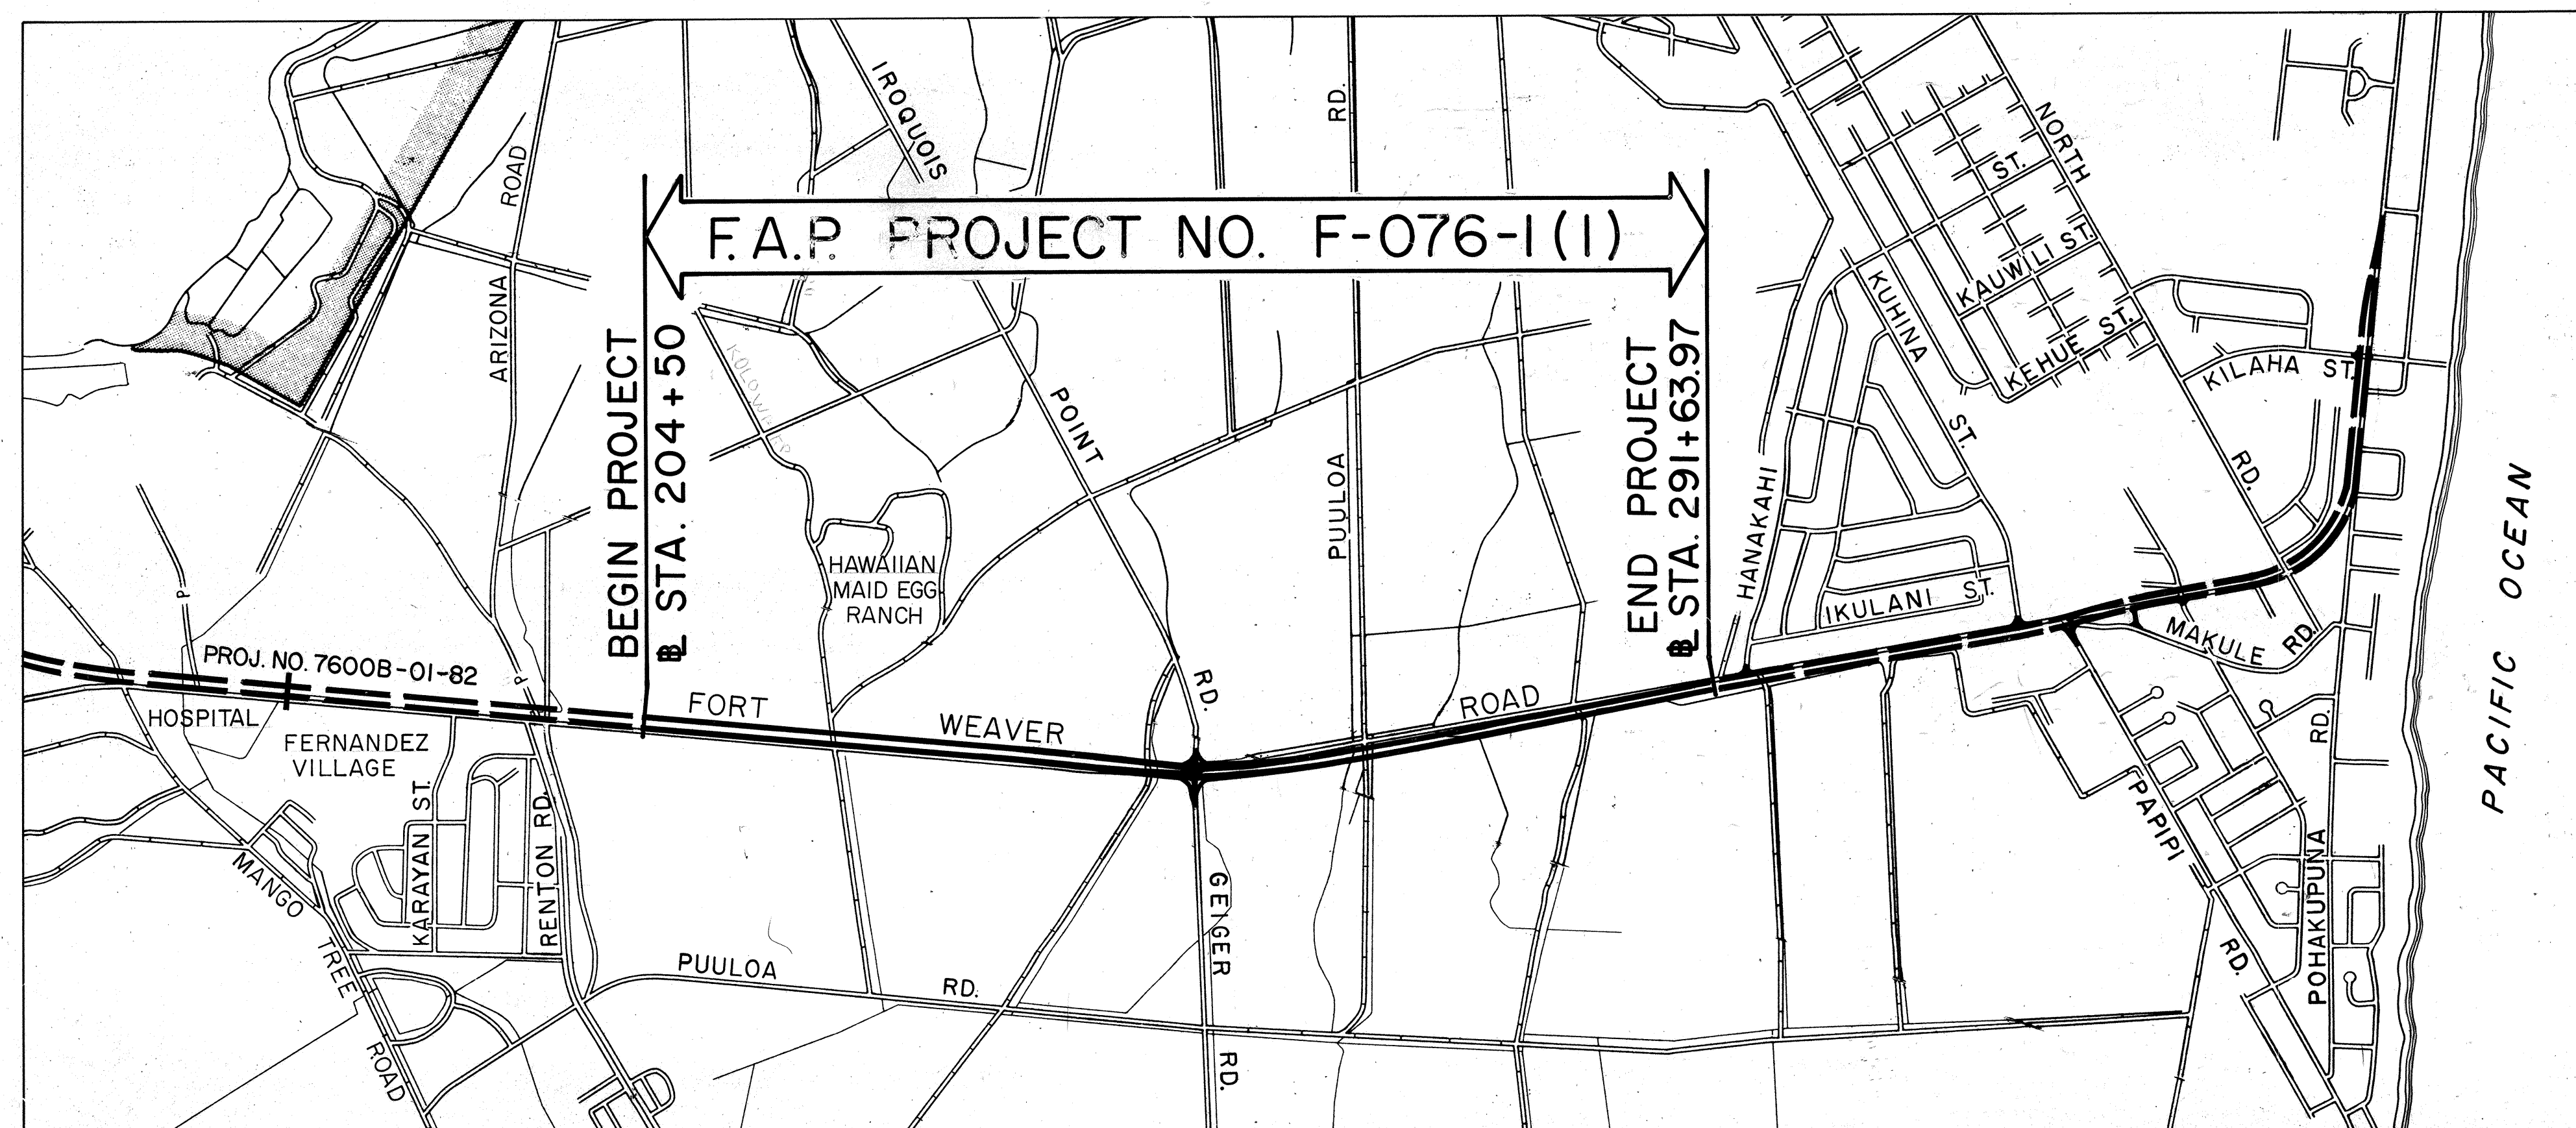 IROQUOIS
RD.
NORTH
ROAD
ST.
F.A.P. PROJECT NO. F-076-1(1)
ARIZONA
KUHINA
KAUWILI ST.
KEHUE ST.
KILAHA ST.
BEGIN PROJECT
BL STA. 204+50
END PROJECT
BL STA. 291+63.97
POINT
ST.
RD.
PUULOA
HANAKAHI
PACIFIC OCEAN
HAWAIIAN
MAID EGG
RANCH
P
IKULANI ST.
MAKULE RD.
PROJ. NO. 7600B-01-82
P
HOSPITAL
FORT WEAVER ROAD
RD.
FERNANDEZ
VILLAGE
RD.
KARAYAN ST.
RENTON RD.
MANGO
TREE
ROAD
PAPIPI
RD.
POHAKUPUNA
GEIGER
RD.
PUULOA RD.